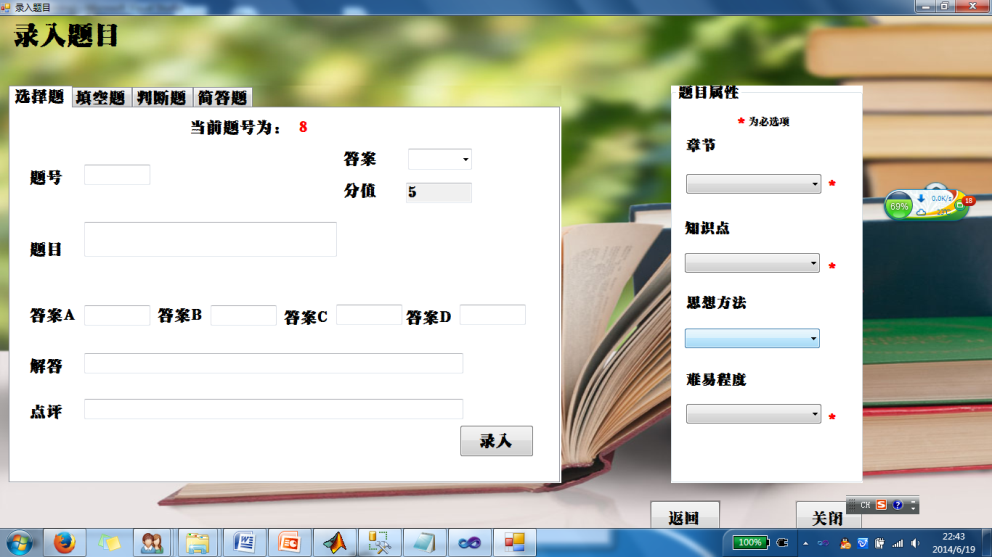 录入题目
录入题目
选择题 填空题 判断题 简答题
当前题号为： 8
题号
答案
分值 5
题目
答案A 答案B 答案C 答案D
解答
点评
录入
题目属性
* 为必选项
章节
*
知识点
*
思想方法
难易程度
*
返回
关闭
69%
0.0K/s
18
CH
100%
22:43
2014/6/19